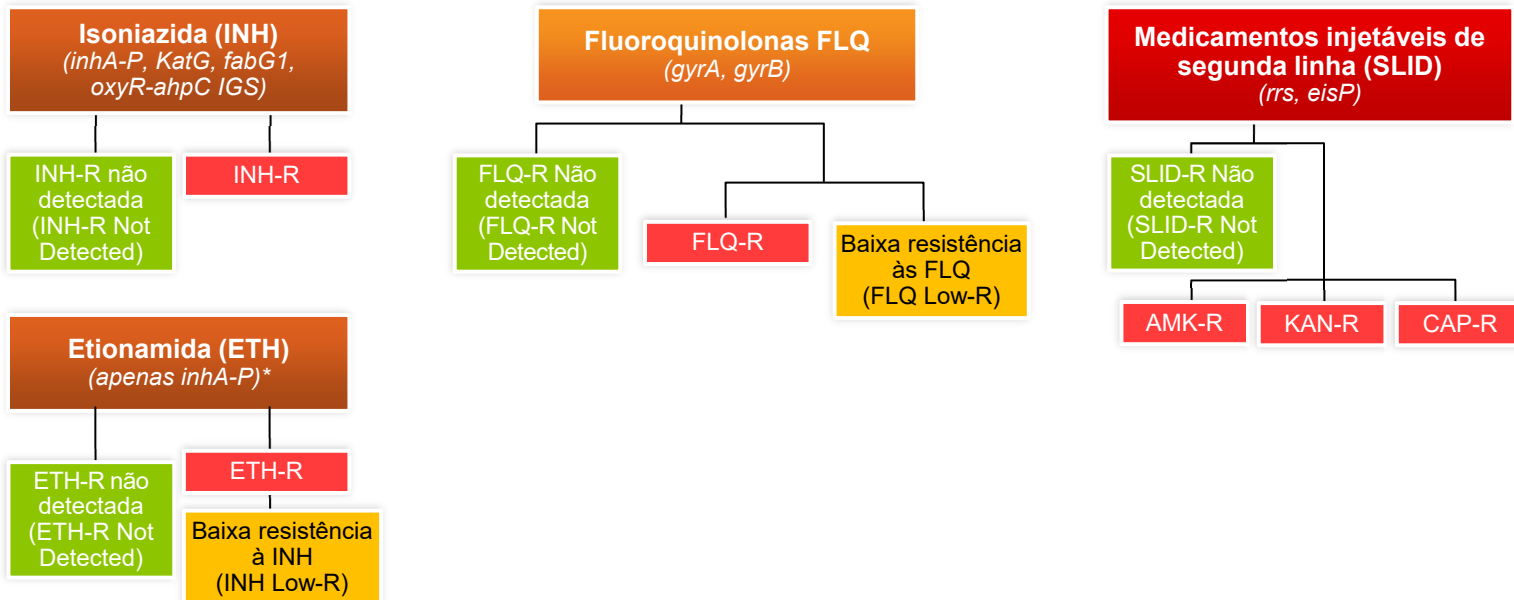 Isoniazida (INH)
(inhA-P, KatG, fabG1,
oxyR-ahpC IGS)
INH-R não
detectada
(INH-R Not
Detected)
INH-R
Fluoroquinolonas FLQ
(gyrA, gyrB)
FLQ-R Não
detectada
(FLQ-R Not
Detected)
FLQ-R
Baixa resistência
às FLQ
(FLQ Low-R)
Medicamentos injetáveis de
segunda linha (SLID)
(rrs, eisP)
SLID-R Não
detectada
(SLID-R Not
Detected)
AMK-R
KAN-R
CAP-R
Etionamida (ETH)
(apenas inhA-P)*
ETH-R não
detectada
(ETH-R Not
Detected)
ETH-R
Baixa resistência
à INH
(INH Low-R)